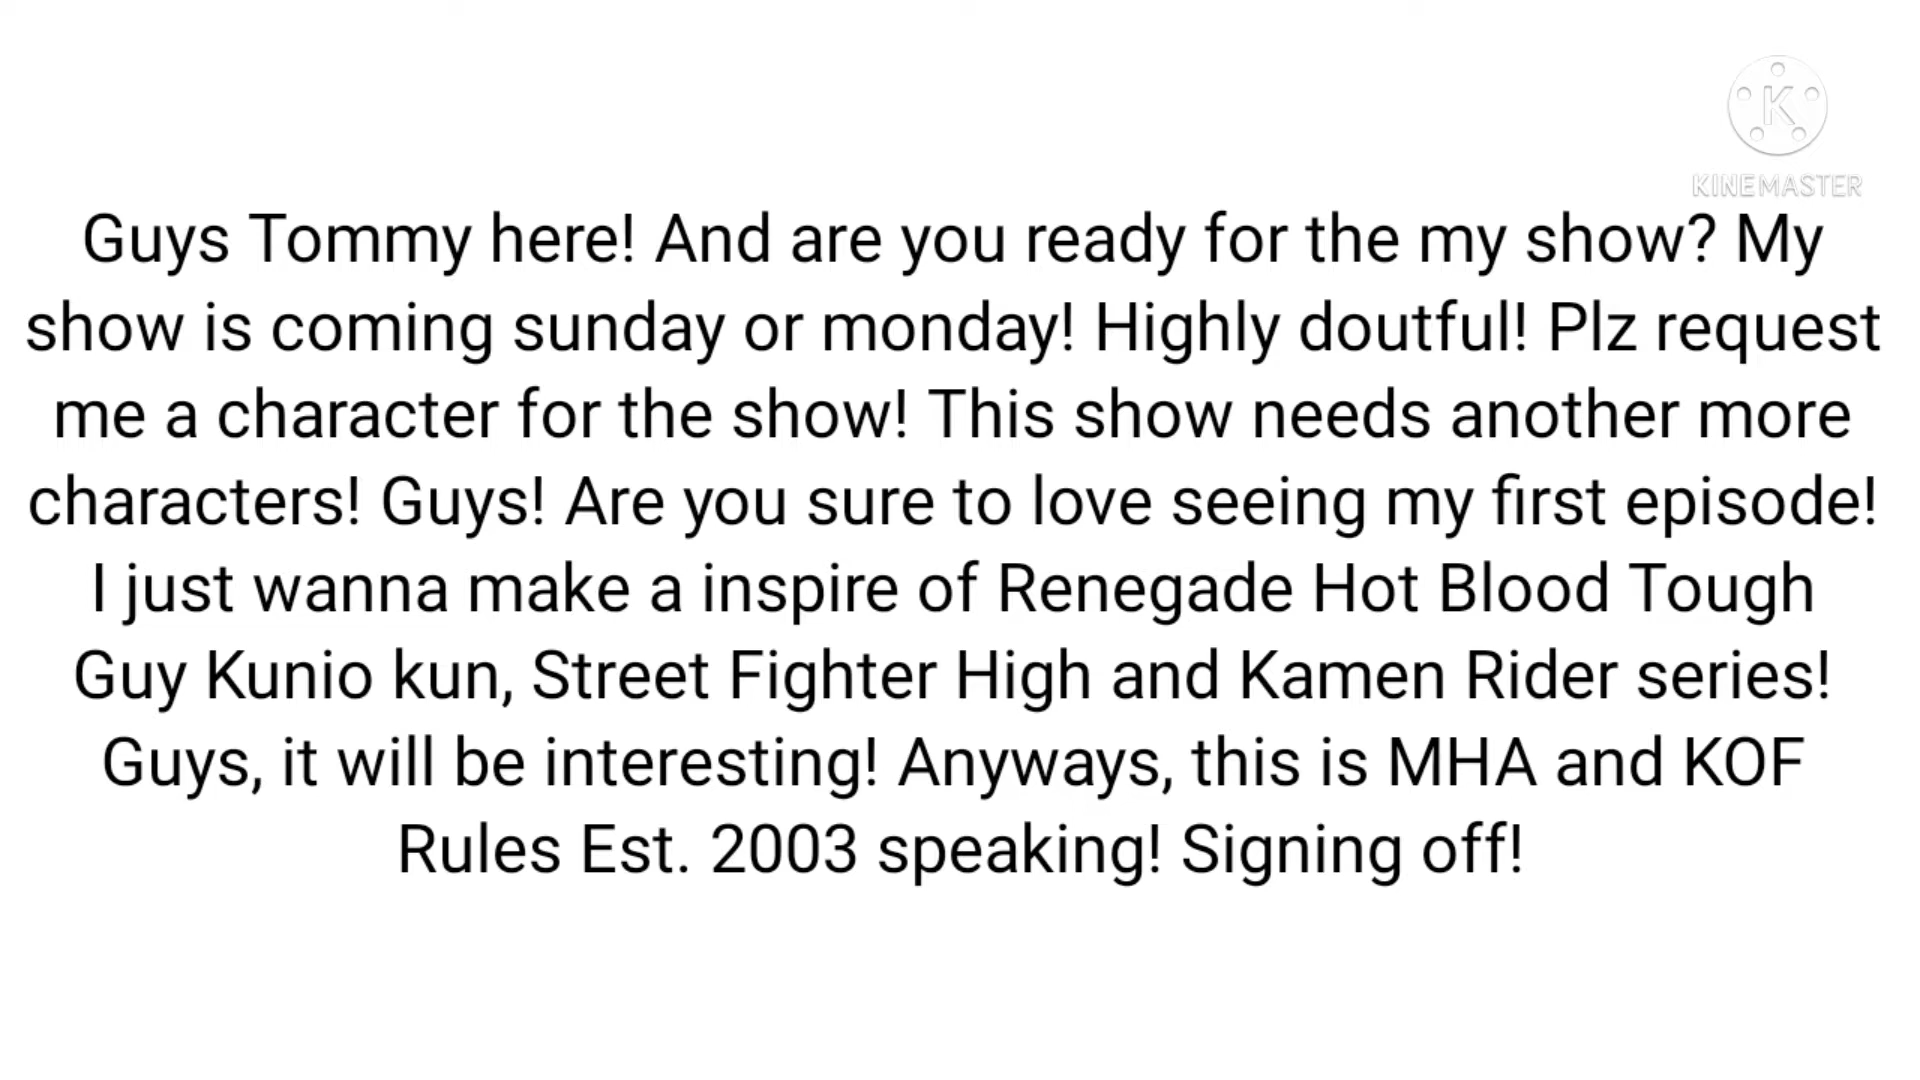 K
KINEMASTER
Guys Tommy here! And are you ready for the my show? My
show is coming sunday or monday! Highly doutful! Plz request
me a character for the show! This show needs another more
characters! Guys! Are you sure to love seeing my first episode!
I just wanna make a inspire of Renegade Hot Blood Tough
Guy Kunio kun, Street Fighter High and Kamen Rider series!
Guys, it will be interesting! Anyways, this is MHA and KOF
Rules Est. 2003 speaking! Signing off!